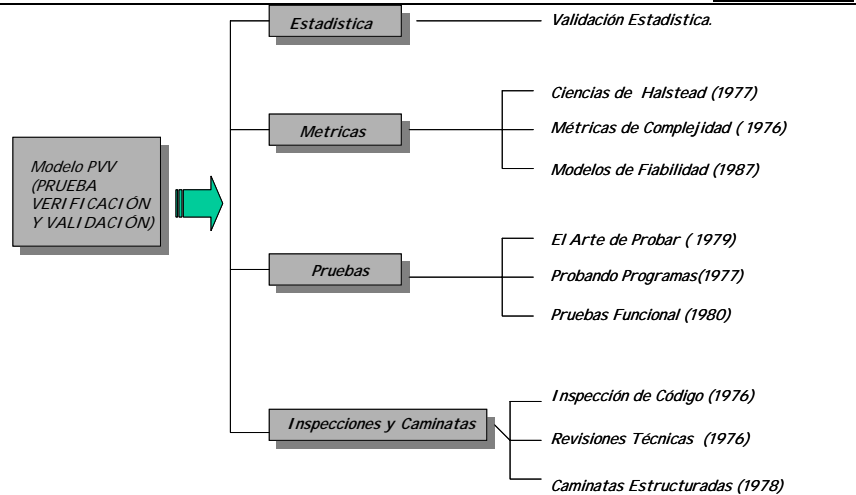 Estadistica
Validación Estadistica.
Metricas
Ciencias de Halstead (1977)
Métricas de Complejidad ( 1976)
Modelos de Fiabilidad (1987)
Modelo PVV
(PRUEBA
VERIFICACIÓN
Y VALIDACIÓN)
Pruebas
El Arte de Probar ( 1979)
Probando Programas(1977)
Pruebas Funcional (1980)
Inspecciones y Caminatas
Inspección de Código (1976)
Revisiones Técnicas (1976)
Caminatas Estructuradas (1978)